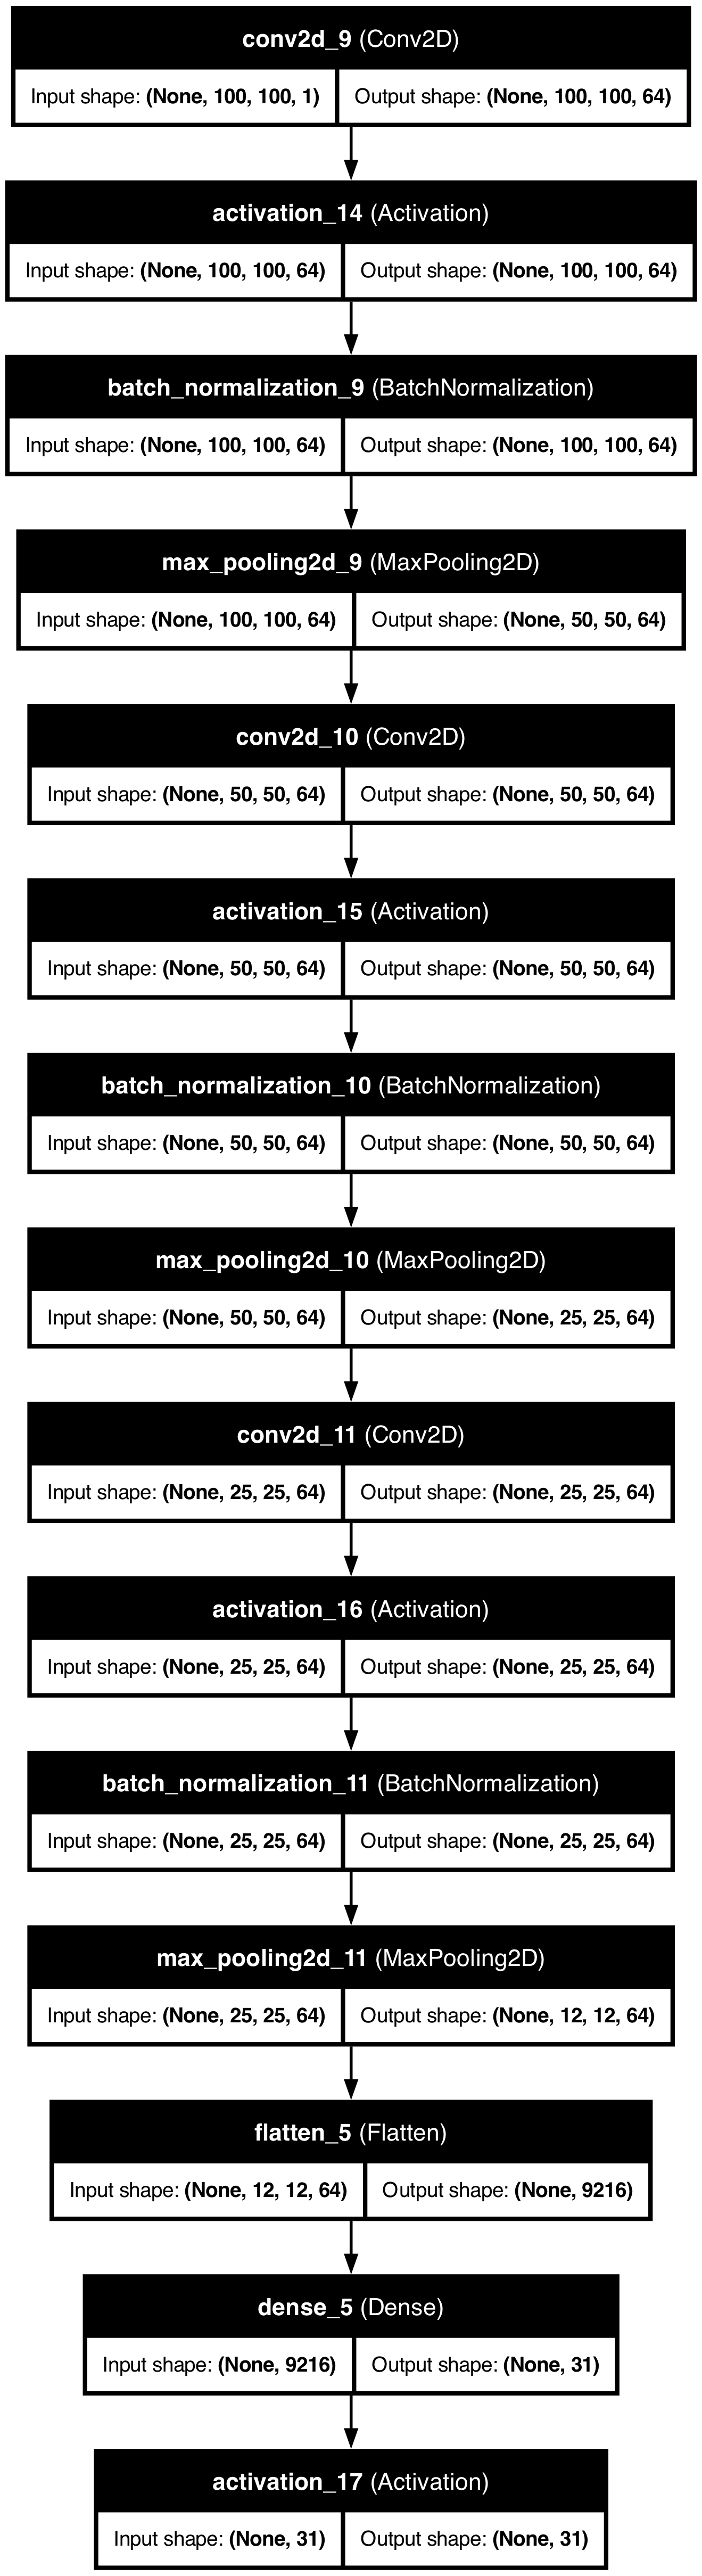 conv2d_9 (Conv2D)
Input shape: (None, 100, 100, 1) Output shape: (None, 100, 100, 64)
activation_14 (Activation)
Input shape: (None, 100, 100, 64) Output shape: (None, 100, 100, 64)
batch_normalization_9 (BatchNormalization)
Input shape: (None, 100, 100, 64) Output shape: (None, 100, 100, 64)
max_pooling2d_9 (MaxPooling2D)
Input shape: (None, 100, 100, 64) Output shape: (None, 50, 50, 64)
conv2d_10 (Conv2D)
Input shape: (None, 50, 50, 64) Output shape: (None, 50, 50, 64)
activation_15 (Activation)
Input shape: (None, 50, 50, 64) Output shape: (None, 50, 50, 64)
batch_normalization_10 (BatchNormalization)
Input shape: (None, 50, 50, 64) Output shape: (None, 50, 50, 64)
max_pooling2d_10 (MaxPooling2D)
Input shape: (None, 50, 50, 64) Output shape: (None, 25, 25, 64)
conv2d_11 (Conv2D)
Input shape: (None, 25, 25, 64) Output shape: (None, 25, 25, 64)
activation_16 (Activation)
Input shape: (None, 25, 25, 64) Output shape: (None, 25, 25, 64)
batch_normalization_11 (BatchNormalization)
Input shape: (None, 25, 25, 64) Output shape: (None, 25, 25, 64)
max_pooling2d_11 (MaxPooling2D)
Input shape: (None, 25, 25, 64) Output shape: (None, 12, 12, 64)
flatten_5 (Flatten)
Input shape: (None, 12, 12, 64) Output shape: (None, 9216)
dense_5 (Dense)
Input shape: (None, 9216) Output shape: (None, 31)
activation_17 (Activation)
Input shape: (None, 31) Output shape: (None, 31)